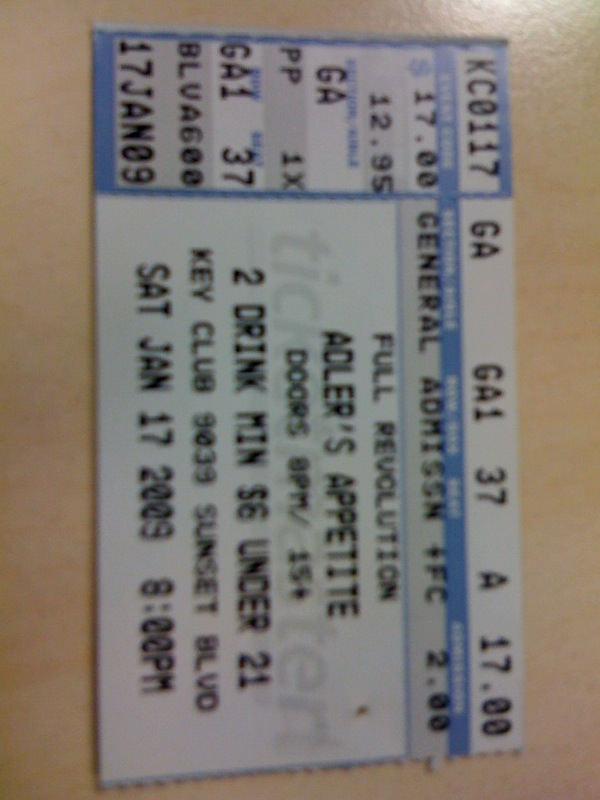 KC0117 GA GA1 37 A 17.00
$ 17.00 GENERAL ADMISSN +FC 2.00
12.95
FULL REVOLUTION
GA
ADLER'S APPETITE
PP 1X
DOORS 8PM/ 15+
GA1 37
2 DRINK MIN $6 UNDER 21
BLVA600
KEY CLUB 9039 SUNSET BLVD
17JAN09
SAT JAN 17 2009 8:00PM